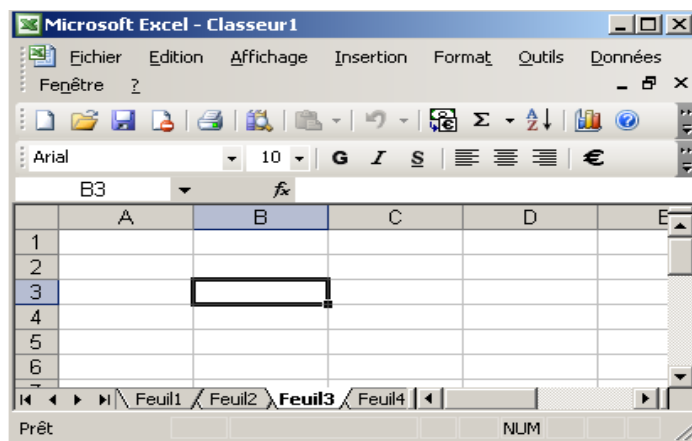 Microsoft Excel - Classeur1
Fichier Edition Affichage Insertion Format Outils Données
Fenêtre ?
Σ
Arial 10 G I S €
B3 fx
A B C D E
1
2
3
4
5
6
Feuil1 Feuil2 Feuil3 Feuil4
Prêt NUM